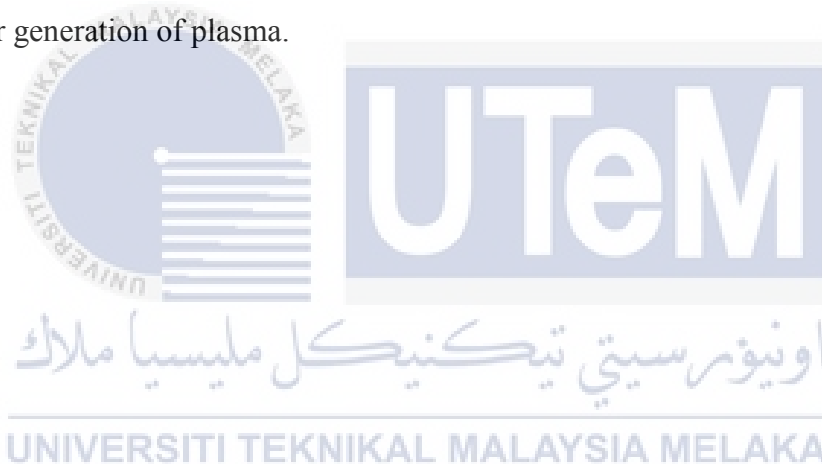 generation of plasma.
UNIVERSITI TEKNIKAL MALAYSIA MELAKA
UTeM
اونيۏرسيتي تيكنيكل مليسيا ملاك
UNIVERSITI TEKNIKAL MALAYSIA MELAKA